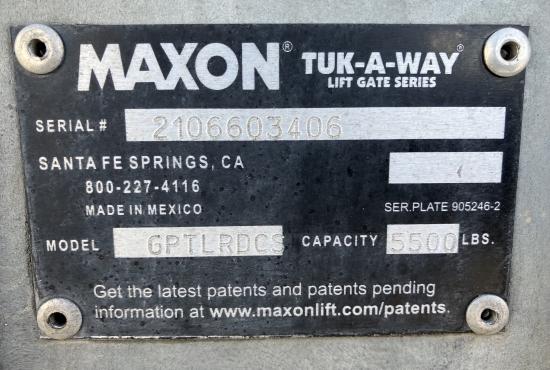 MAXON® TUK-A-WAY®
LIFT GATE SERIES
SERIAL # 2106603406
SANTA FE SPRINGS, CA
800-227-4116
MADE IN MEXICO
SER.PLATE 905246-2
MODEL GPTLRDCS CAPACITY 5500 LBS.
Get the latest patents and patents pending
information at www.maxonlift.com/patents.